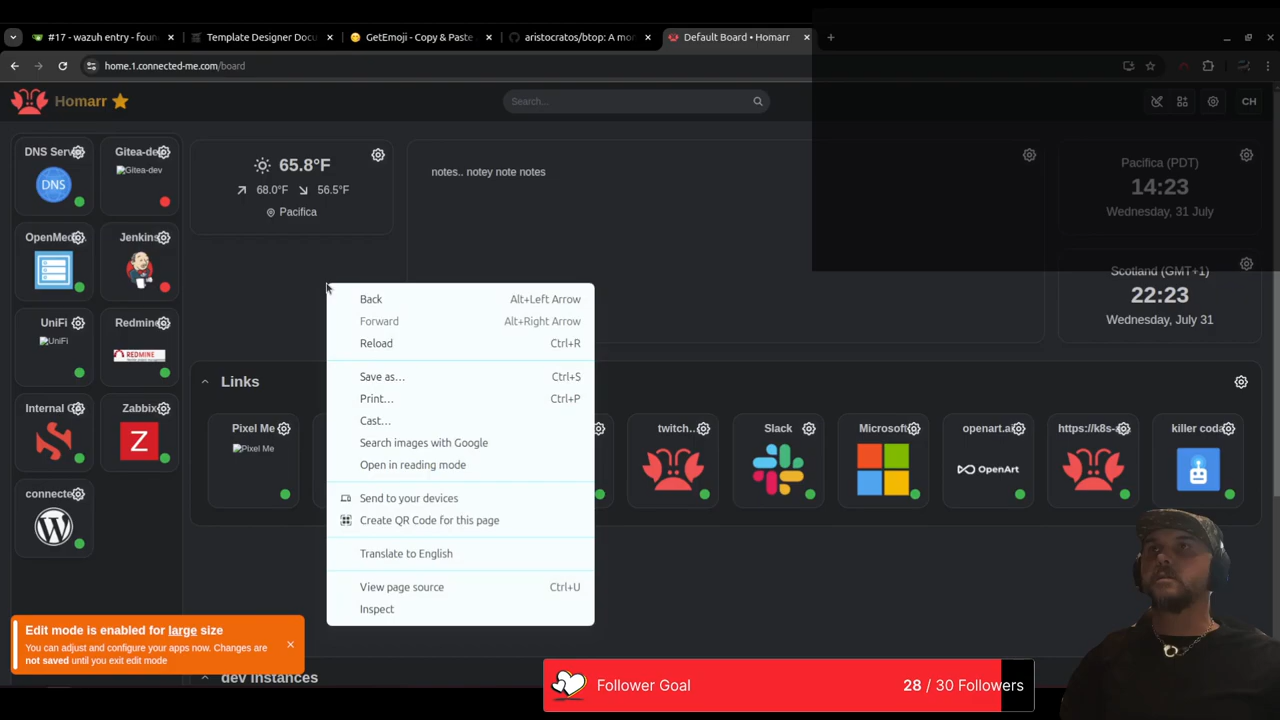 #17 - wazuh entry - foun
Template Designer Docu
GetEmoji - Copy & Paste
aristocratos/btop: A mo
Default Board • Homarr
home.1.connected-me.com/board
Homarr ⭐
Search...
CH
DNS Serv
Gitea-de
Gitea-dev
DNS
OpenMed
Jenkins
UniFi
Redmine
UniFi
REDMINE
Internal C
Zabbix
Z
connecte
65.8°F
68.0°F
56.5°F
Pacifica
notes.. notey note notes
Pacifica (PDT)
14:23
Wednesday, 31 July
Scotland (GMT+1)
22:23
Wednesday, July 31
Back Alt+Left Arrow
Forward Alt+Right Arrow
Reload Ctrl+R
Save as... Ctrl+S
Print... Ctrl+P
Cast...
Search images with Google
Open in reading mode
Send to your devices
Create QR Code for this page
Translate to English
View page source Ctrl+U
Inspect
Links
Pixel Me
Pixel Me
twitch..
Slack
Microsoft
openart.ai
OpenArt
https://k8s-a
killer coda
Edit mode is enabled for large size
You can adjust and configure your apps now. Changes are
not saved until you exit edit mode
dev instances
Follower Goal
28 / 30 Followers